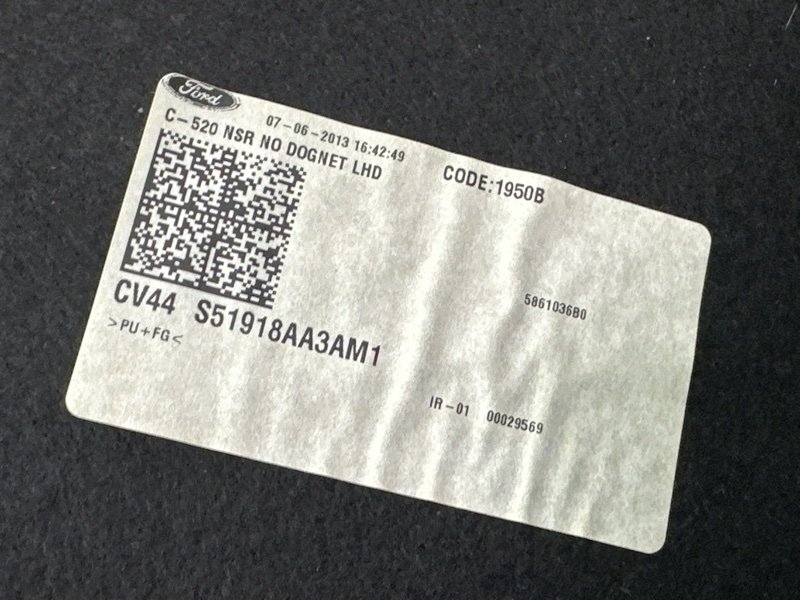 Ford
07-06-2013 16:42:49
C-520 NSR NO DOGNET LHD
CODE:1950B
5861036B0
CV44 S51918AA3AM1
>PU+FG<
IR-01 00029569